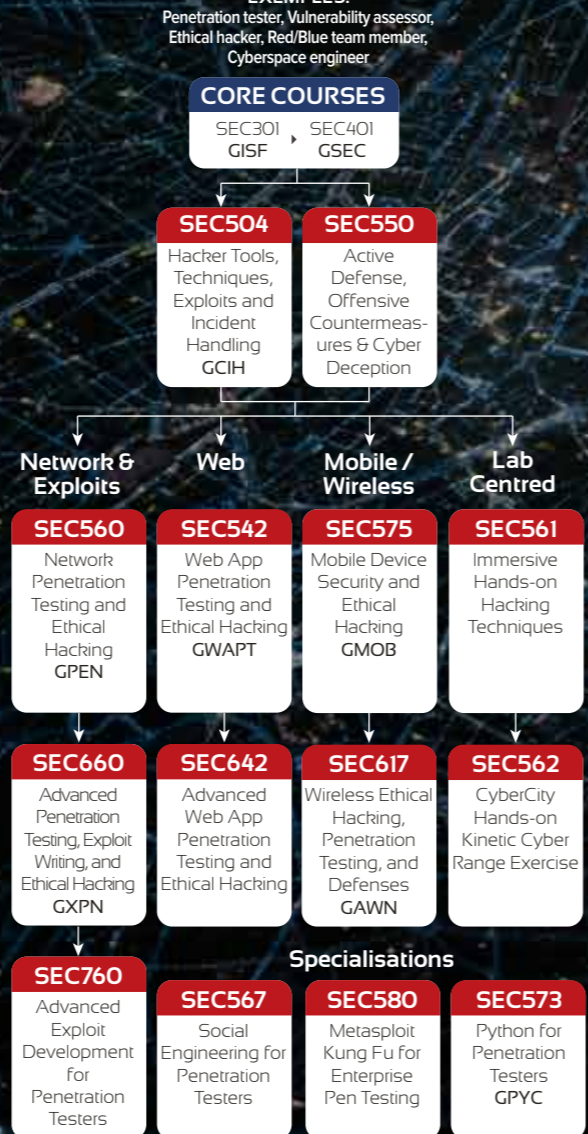 EXEMPLES:
Penetration tester, Vulnerability assessor,
Ethical hacker, Red/Blue team member,
Cyberspace engineer
CORE COURSES
SEC301
GISF
SEC401
GSEC
SEC504
Hacker Tools,
Techniques,
Exploits and
Incident
Handling
GCIH
SEC550
Active
Defense,
Offensive
Countermeas-
ures & Cyber
Deception
Network &
Exploits
SEC560
Network
Penetration
Testing and
Ethical
Hacking
GPEN
SEC660
Advanced
Penetration
Testing, Exploit
Writing, and
Ethical Hacking
GXPN
SEC760
Advanced
Exploit
Development
for
Penetration
Testers
Web
SEC542
Web App
Penetration
Testing and
Ethical Hacking
GWAPT
SEC642
Advanced
Web App
Penetration
Testing and
Ethical Hacking
Mobile /
Wireless
SEC575
Mobile Device
Security and
Ethical
Hacking
GMOB
SEC617
Wireless Ethical
Hacking,
Penetration
Testing, and
Defenses
GAWN
Lab
Centred
SEC561
Immersive
Hands-on
Hacking
Techniques
SEC562
CyberCity
Hands-on
Kinetic Cyber
Range Exercise
Specialisations
SEC567
Social
Engineering for
Penetration
Testers
SEC580
Metasploit
Kung Fu for
Enterprise
Pen Testing
SEC573
Python for
Penetration
Testers
GPYC